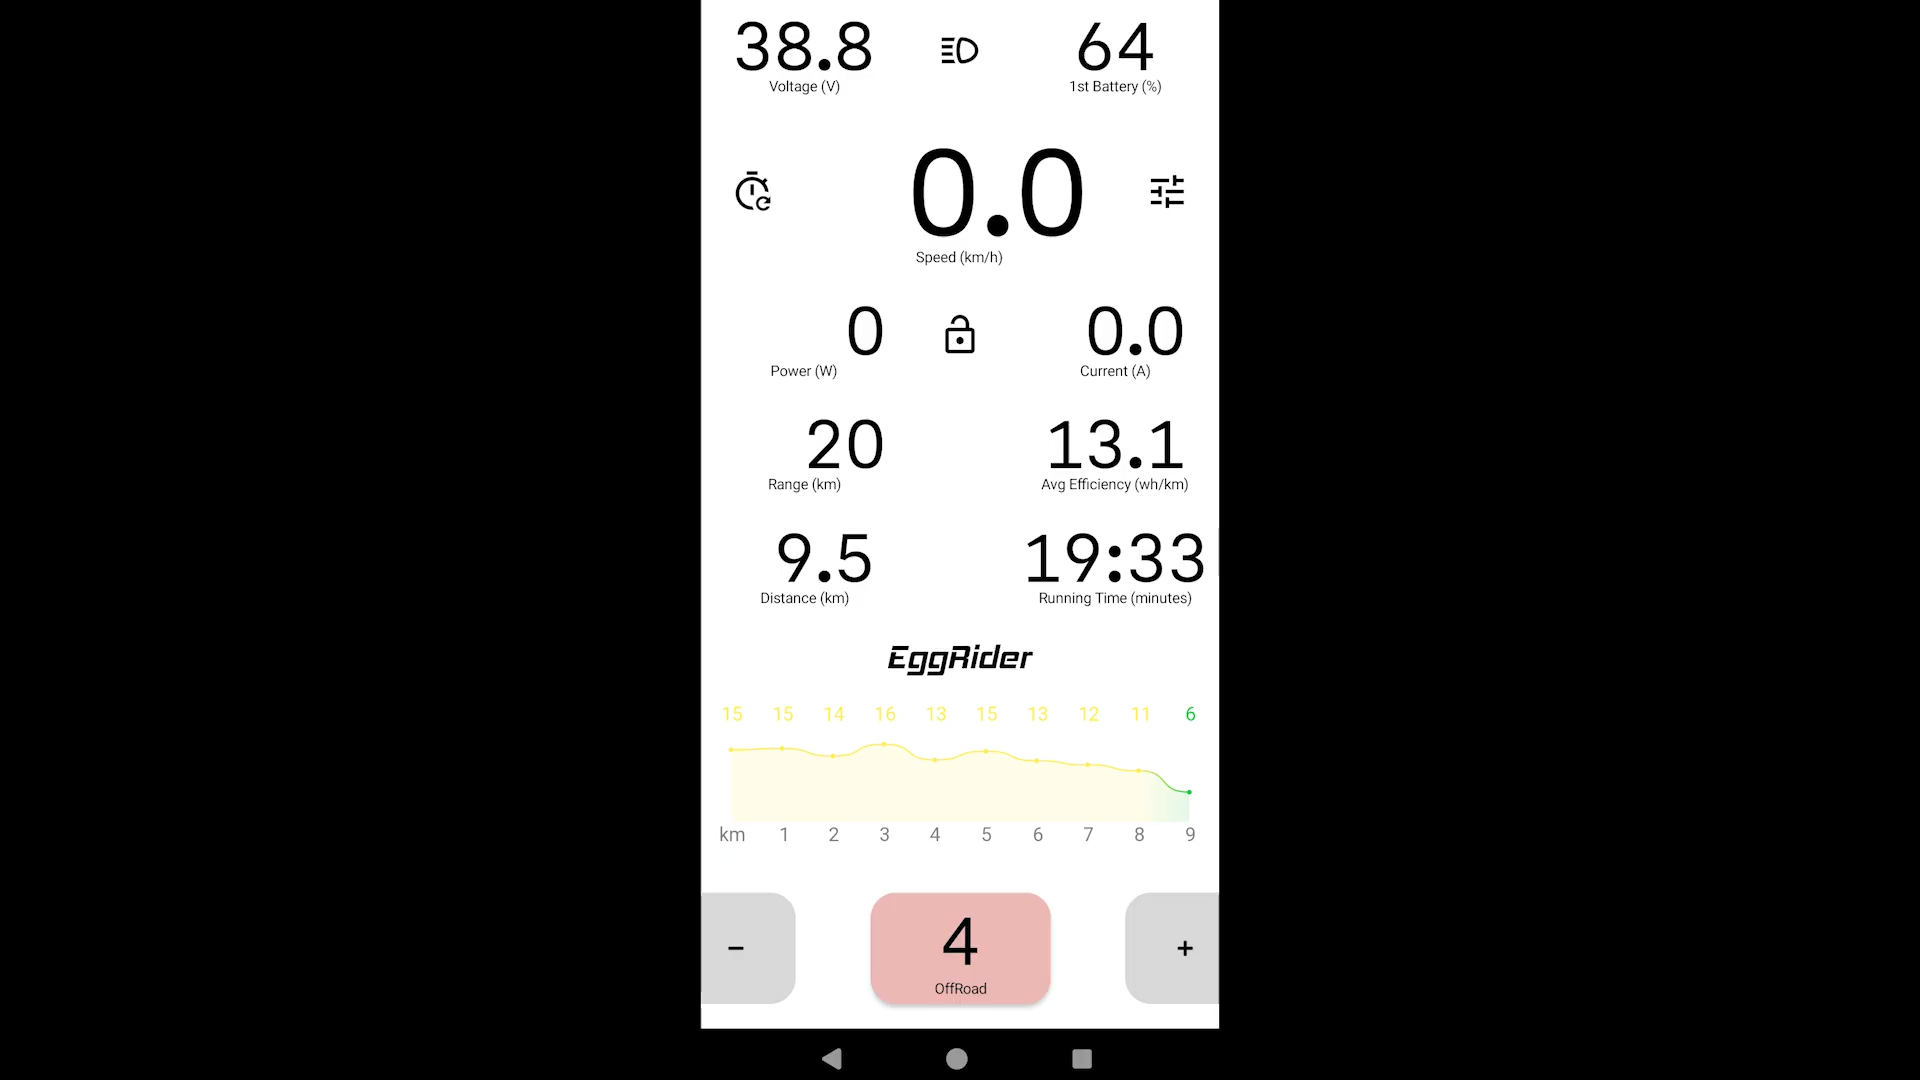 38.8 64
Voltage (V) 1st Battery (%)
0.0
Speed (km/h)
0 0.0
Power (W) Current (A)
20 13.1
Range (km) Avg Efficiency (wh/km)
9.5 19:33
Distance (km) Running Time (minutes)
EggRider
15 15 14 16 13 15 13 12 11 6
km 1 2 3 4 5 6 7 8 9
- 4 +
OffRoad